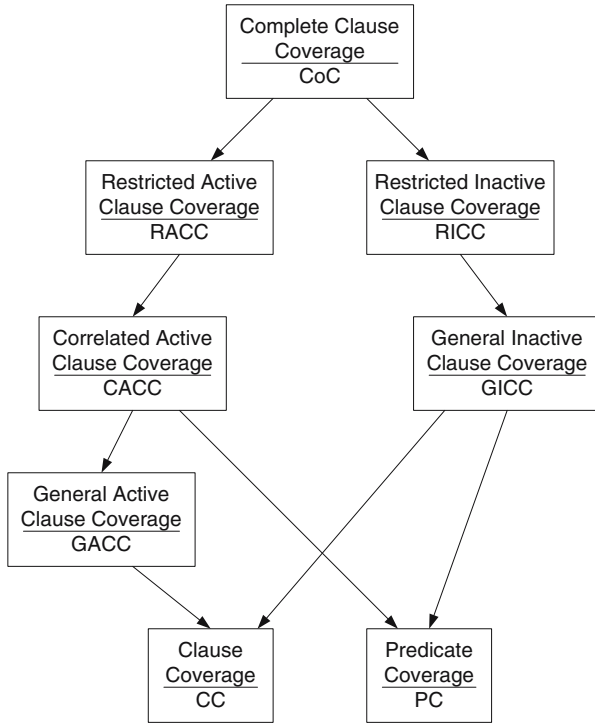 Complete Clause
Coverage
CoC
Restricted Active
Clause Coverage
RACC
Restricted Inactive
Clause Coverage
RICC
Correlated Active
Clause Coverage
CACC
General Inactive
Clause Coverage
GICC
General Active
Clause Coverage
GACC
Clause
Coverage
CC
Predicate
Coverage
PC